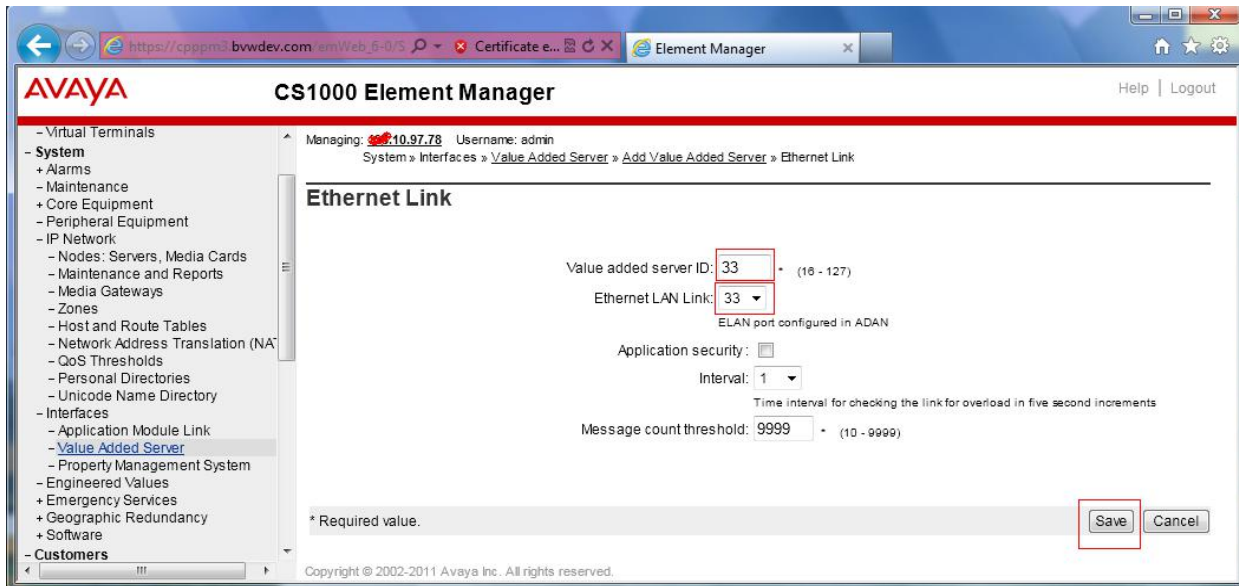 https://cpppm3.bvwdev.com/emWeb_6-0/S
Certificate e...
Element Manager
AVAYA
CS1000 Element Manager
Help | Logout
- Virtual Terminals
- System
+ Alarms
- Maintenance
+ Core Equipment
- Peripheral Equipment
- IP Network
- Nodes: Servers, Media Cards
- Maintenance and Reports
- Media Gateways
- Zones
- Host and Route Tables
- Network Address Translation (NA
- QoS Thresholds
- Personal Directories
- Unicode Name Directory
- Interfaces
- Application Module Link
- Value Added Server
- Property Management System
- Engineered Values
+ Emergency Services
+ Geographic Redundancy
+ Software
- Customers
Managing: .10.97.78 Username: admin
System » Interfaces » Value Added Server » Add Value Added Server » Ethernet Link
Ethernet Link
Value added server ID: 33 * (16 - 127)
Ethernet LAN Link: 33
ELAN port configured in ADAN
Application security :
Interval: 1
Time interval for checking the link for overload in five second increments
Message count threshold: 9999 * (10 - 9999)
* Required value.
Save Cancel
Copyright © 2002-2011 Avaya Inc. All rights reserved.